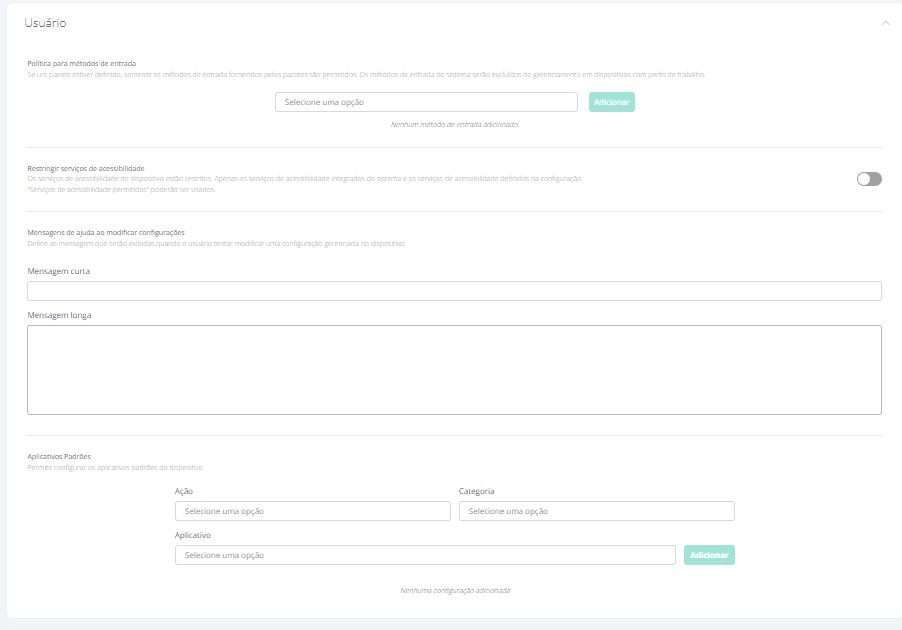 Usuário
Política para métodos de entrada
Se um pacote estiver definido, somente os métodos de entrada fornecidos pelos pacotes são permitidos. Os métodos de entrada do sistema serão excluídos do gerenciamento em dispositivos com perfis de trabalho.
Selecione uma opção
Adicionar
Nenhum método de entrada adicionado.
Restringir serviços de acessibilidade
Os serviços de acessibilidade do dispositivo estão restritos. Apenas os serviços de acessibilidade integrados do sistema e os serviços de acessibilidade definidos na configuração
"Serviços de acessibilidade permitidos" poderão ser usados.
Mensagens de ajuda ao modificar configurações
Define as mensagem que serão exibidas quando o usuário tentar modificar uma configuração gerenciada no dispositivo.
Mensagem curta
Mensagem longa
Aplicativos Padrões
Permite configurar os aplicativos padrões do dispositivo
Ação
Categoria
Selecione uma opção
Selecione uma opção
Aplicativo
Selecione uma opção
Adicionar
Nenhuma configuração adicionada